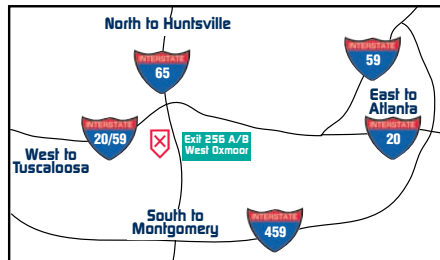 North to Huntsville
INTERSTATE
65
INTERSTATE
59
East to
Atlanta
INTERSTATE
20/59
Exit 256 A/B
West Oxmoor
INTERSTATE
20
West to
Tuscaloosa
South to
Montgomery
INTERSTATE
459